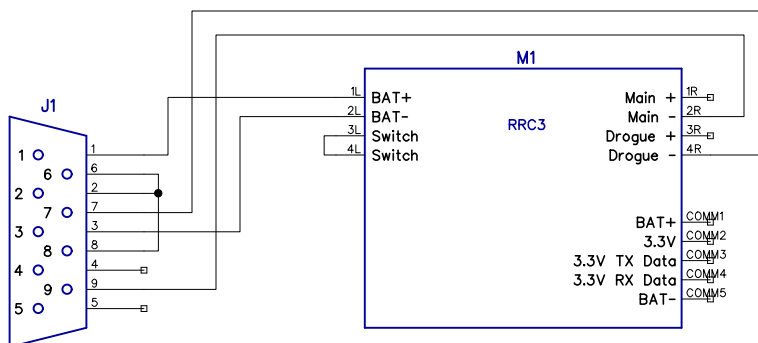 J1
1
6
2
7
3
8
4
9
5
1
6
2
7
3
8
4
9
5
M1
RRC3
1L BAT+
2L BAT-
3L Switch
4L Switch
Main + 1R
Main - 2R
Drogue + 3R
Drogue - 4R
BAT+ COMM1
3.3V COMM2
3.3V TX Data COMM3
3.3V RX Data COMM4
BAT- COMM5